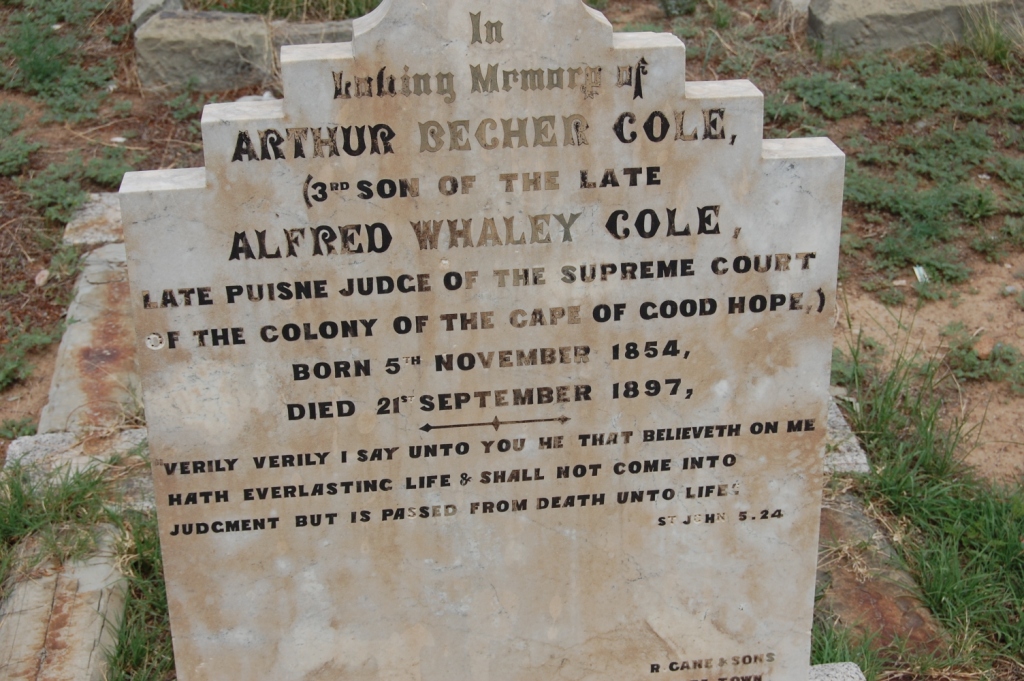 In
Loving Memory of
ARTHUR BECHER COLE,
(3RD SON OF THE LATE
ALFRED WHALEY COLE,
LATE PUISNE JUDGE OF THE SUPREME COURT
OF THE COLONY OF THE CAPE OF GOOD HOPE,)
BORN 5TH NOVEMBER 1854,
DIED 21ST SEPTEMBER 1897,
"VERILY VERILY I SAY UNTO YOU HE THAT BELIEVETH ON ME
HATH EVERLASTING LIFE & SHALL NOT COME INTO
JUDGMENT BUT IS PASSED FROM DEATH UNTO LIFE."
ST JOHN 5.24
R CANE & SONS
TOWN